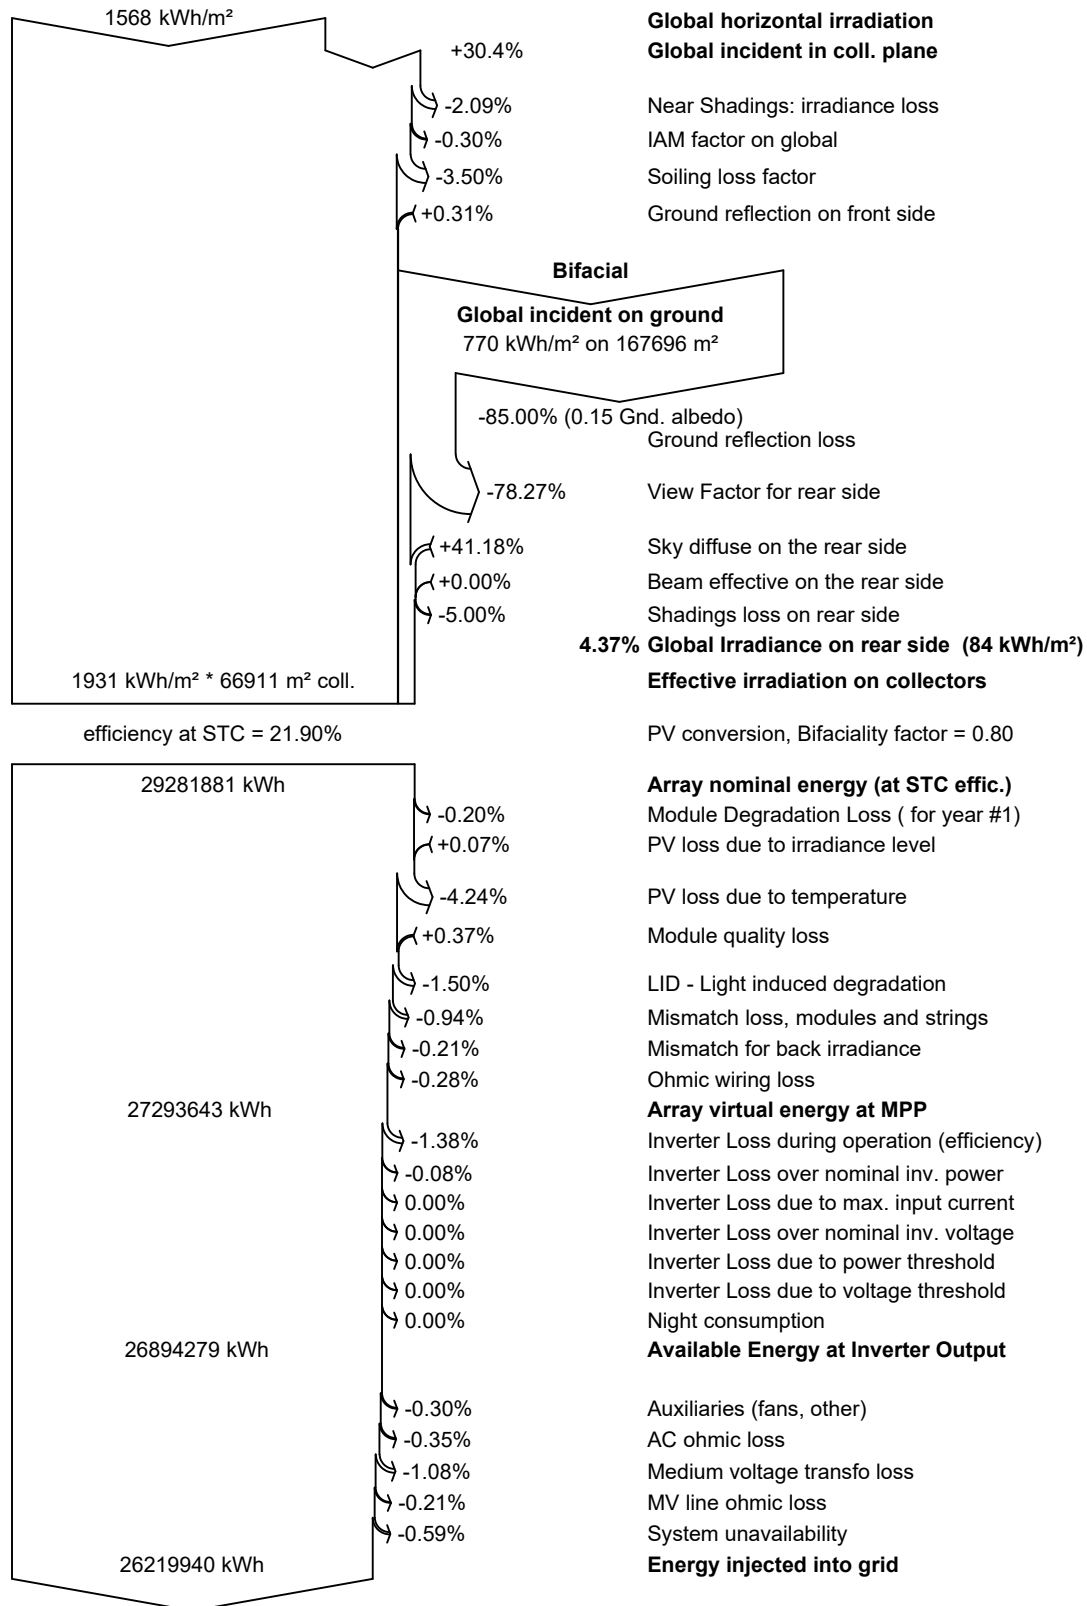 1568 kWh/m² Global horizontal irradiation
+30.4% Global incident in coll. plane
-2.09% Near Shadings: irradiance loss
-0.30% IAM factor on global
-3.50% Soiling loss factor
+0.31% Ground reflection on front side
Bifacial
Global incident on ground
770 kWh/m² on 167696 m²
-85.00% (0.15 Gnd. albedo)
Ground reflection loss
-78.27% View Factor for rear side
+41.18% Sky diffuse on the rear side
+0.00% Beam effective on the rear side
-5.00% Shadings loss on rear side
4.37% Global Irradiance on rear side (84 kWh/m²)
1931 kWh/m² * 66911 m² coll. Effective irradiation on collectors
efficiency at STC = 21.90% PV conversion, Bifaciality factor = 0.80
29281881 kWh Array nominal energy (at STC effic.)
-0.20% Module Degradation Loss ( for year #1)
+0.07% PV loss due to irradiance level
-4.24% PV loss due to temperature
+0.37% Module quality loss
-1.50% LID - Light induced degradation
-0.94% Mismatch loss, modules and strings
-0.21% Mismatch for back irradiance
-0.28% Ohmic wiring loss
27293643 kWh Array virtual energy at MPP
-1.38% Inverter Loss during operation (efficiency)
-0.08% Inverter Loss over nominal inv. power
0.00% Inverter Loss due to max. input current
0.00% Inverter Loss over nominal inv. voltage
0.00% Inverter Loss due to power threshold
0.00% Inverter Loss due to voltage threshold
0.00% Night consumption
26894279 kWh Available Energy at Inverter Output
-0.30% Auxiliaries (fans, other)
-0.35% AC ohmic loss
-1.08% Medium voltage transfo loss
-0.21% MV line ohmic loss
-0.59% System unavailability
26219940 kWh Energy injected into grid